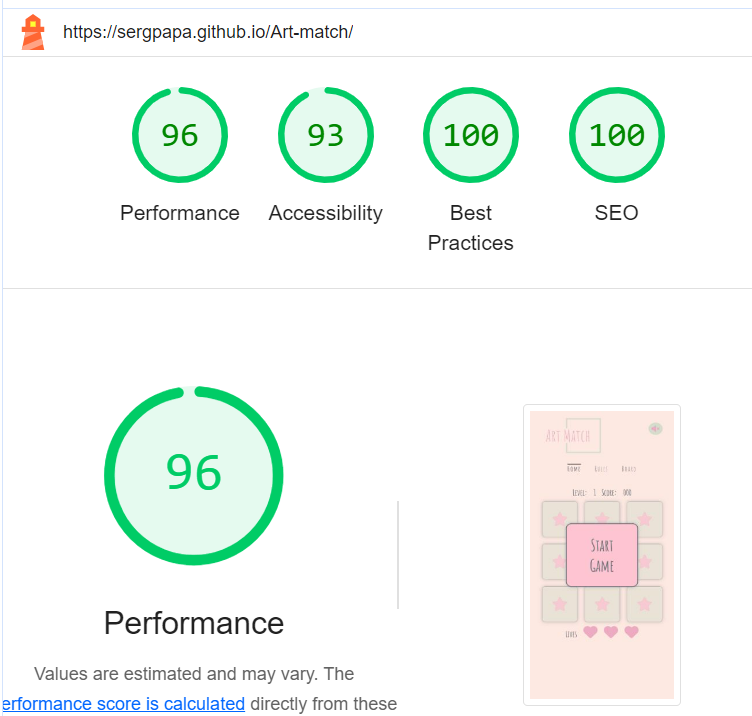 https://sergpapa.github.io/Art-match/
96 93 100 100
Performance Accessibility Best Practices SEO
96
Performance
Values are estimated and may vary. The
erformance score is calculated directly from these
Art Match
Home Rules Board
Level: 1 Score: 000
Start
Game
Lives